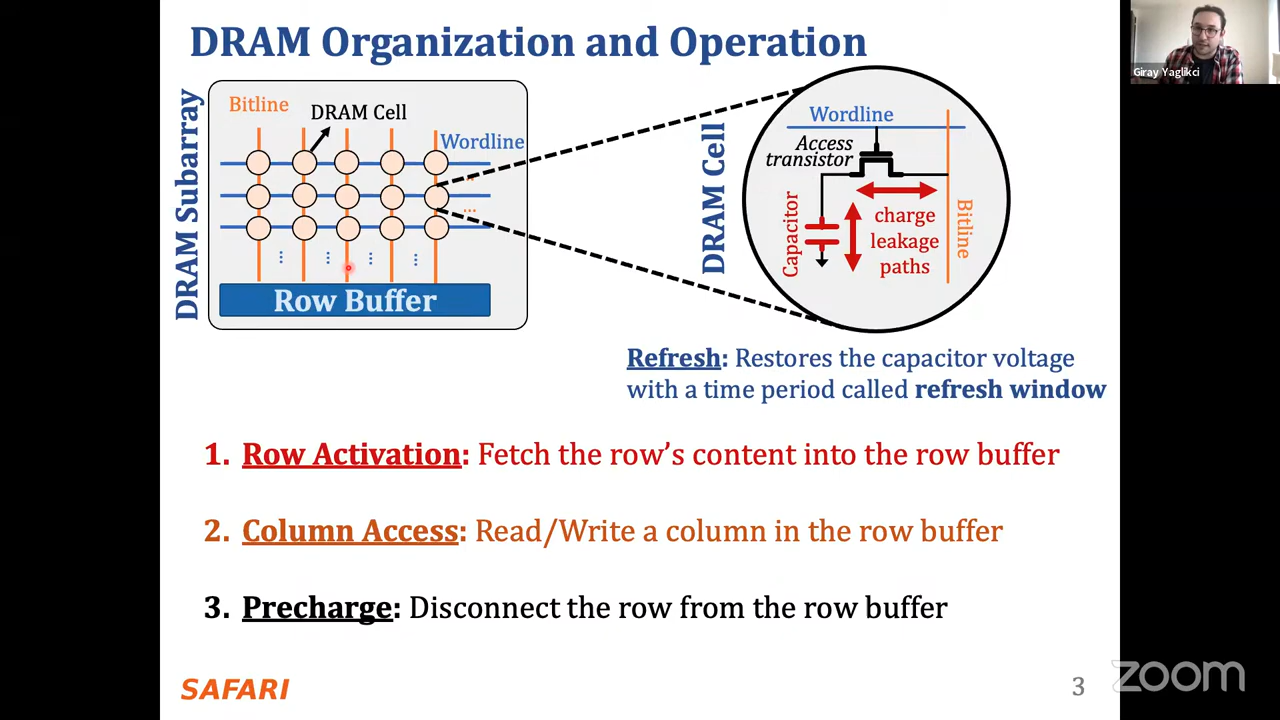 DRAM Organization and Operation
Giray Yaglikci
DRAM Subarray
Bitline
DRAM Cell
Wordline
...
...
Row Buffer
DRAM Cell
Wordline
Access
transistor
Capacitor
charge
leakage
paths
Bitline
Refresh: Restores the capacitor voltage
with a time period called refresh window
1. Row Activation: Fetch the row's content into the row buffer
2. Column Access: Read/Write a column in the row buffer
3. Precharge: Disconnect the row from the row buffer
SAFARI
3
zoom